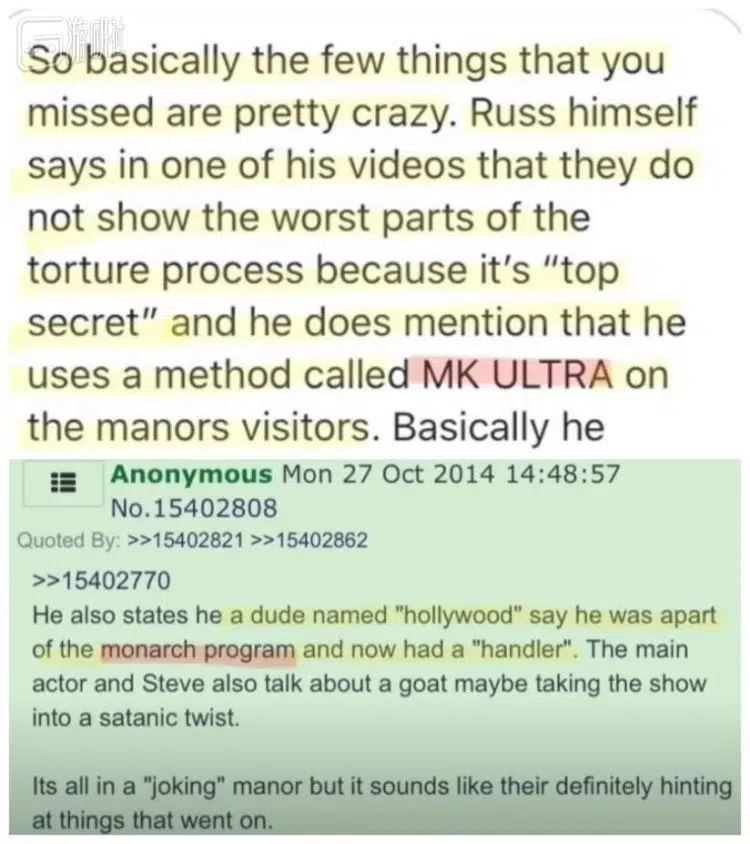 游啊
So basically the few things that you
missed are pretty crazy. Russ himself
says in one of his videos that they do
not show the worst parts of the
torture process because it's "top
secret" and he does mention that he
uses a method called MK ULTRA on
the manors visitors. Basically he
Anonymous Mon 27 Oct 2014 14:48:57
No.15402808
Quoted By: >>15402821 >>15402862
>>15402770
He also states he a dude named "hollywood" say he was apart
of the monarch program and now had a "handler". The main
actor and Steve also talk about a goat maybe taking the show
into a satanic twist.
Its all in a "joking" manor but it sounds like their definitely hinting
at things that went on.